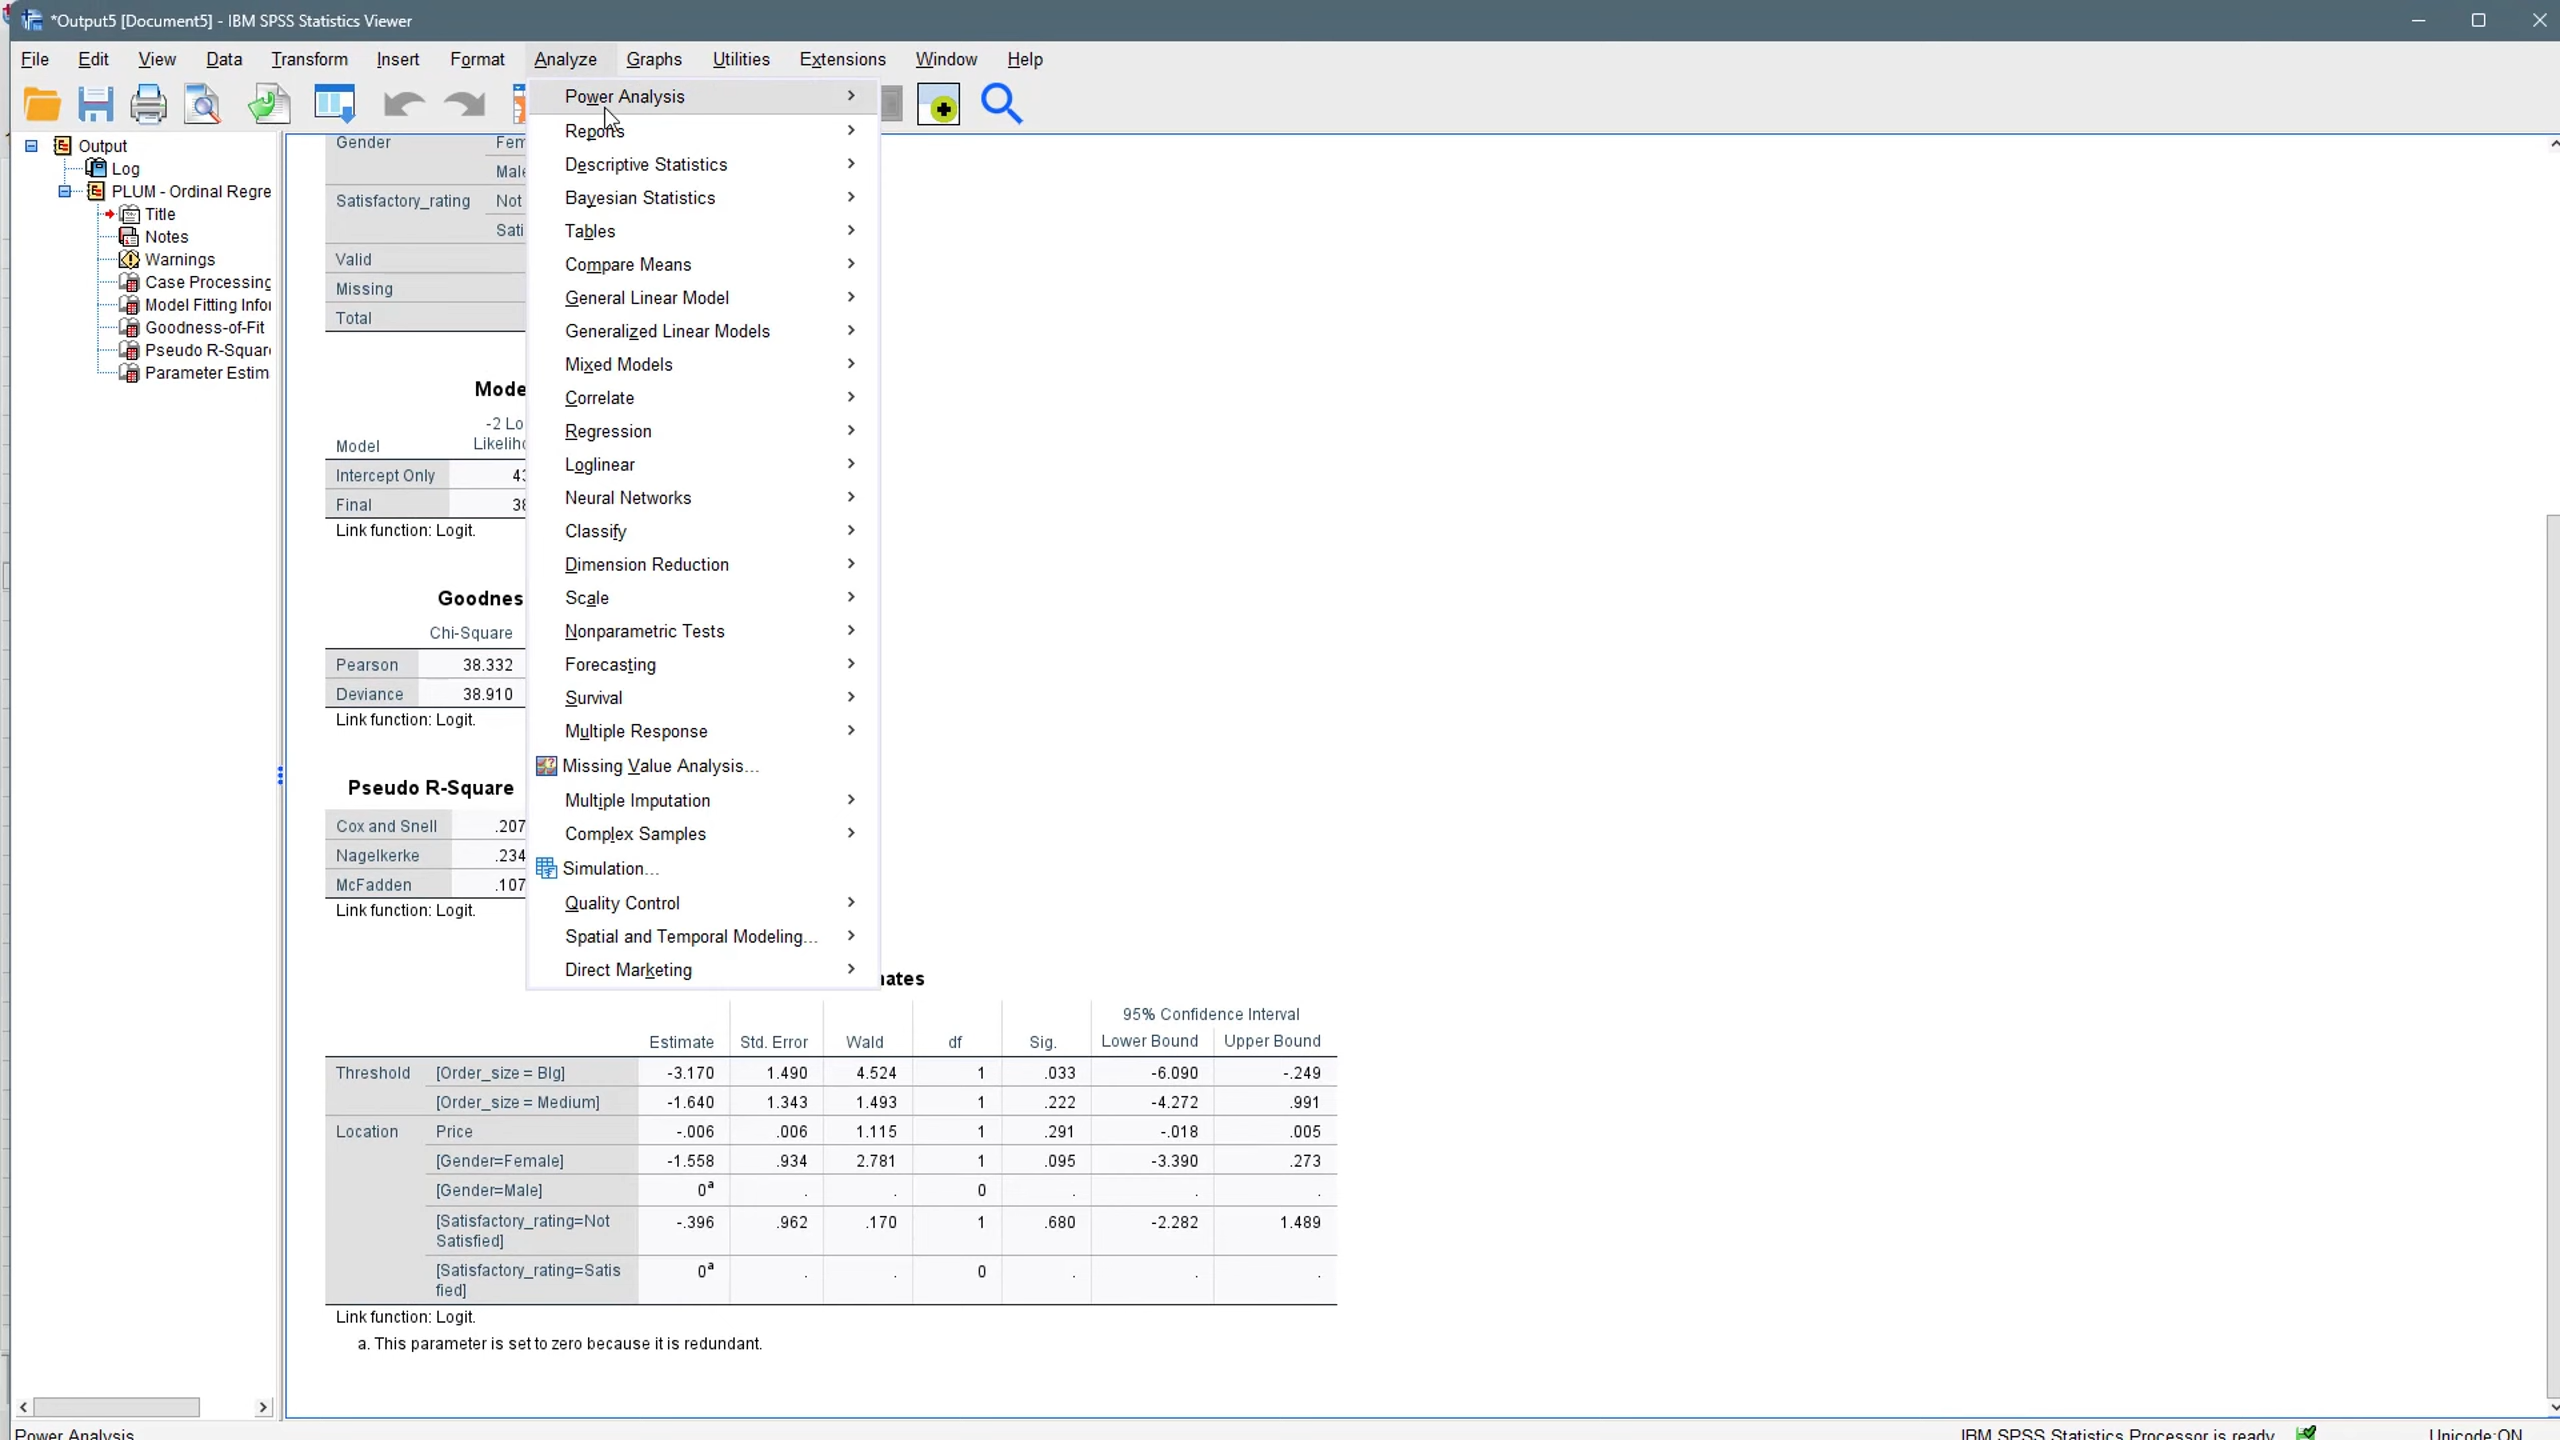 *Output5 [Document5] - IBM SPSS Statistics Viewer
File Edit View Data Transform Insert Format Analyze Graphs Utilities Extensions Window Help
Output
Log
PLUM - Ordinal Regre
Title
Notes
Warnings
Case Processing
Model Fitting Infor
Goodness-of-Fit
Pseudo R-Squar
Parameter Estim
Power Analysis
Reports
Descriptive Statistics
Bayesian Statistics
Tables
Compare Means
General Linear Model
Generalized Linear Models
Mixed Models
Correlate
Regression
Loglinear
Neural Networks
Classify
Dimension Reduction
Scale
Nonparametric Tests
Forecasting
Survival
Multiple Response
Missing Value Analysis...
Multiple Imputation
Complex Samples
Simulation...
Quality Control
Spatial and Temporal Modeling...
Direct Marketing
Gender Fem
Male
Satisfactory_rating Not
Sati
Valid
Missing
Total
Mode
-2 Lo
Model Likeliho
Intercept Only 43
Final 38
Link function: Logit.
Goodnes
Chi-Square
Pearson 38.332
Deviance 38.910
Link function: Logit.
Pseudo R-Square
Cox and Snell .207
Nagelkerke .234
McFadden .107
Link function: Logit.
nates
95% Confidence Interval
Estimate Std. Error Wald df Sig. Lower Bound Upper Bound
Threshold [Order_size = BIg] -3.170 1.490 4.524 1 .033 -6.090 -.249
[Order_size = Medium] -1.640 1.343 1.493 1 .222 -4.272 .991
Location Price -.006 .006 1.115 1 .291 -.018 .005
[Gender=Female] -1.558 .934 2.781 1 .095 -3.390 .273
[Gender=Male] 0a . . 0 . . .
[Satisfactory_rating=Not -.396 .962 .170 1 .680 -2.282 1.489
Satisfied]
[Satisfactory_rating=Satis 0a . . 0 . . .
fied]
Link function: Logit.
a. This parameter is set to zero because it is redundant.
Power Analysis IBM SPSS Statistics Processor is ready Unicode:ON